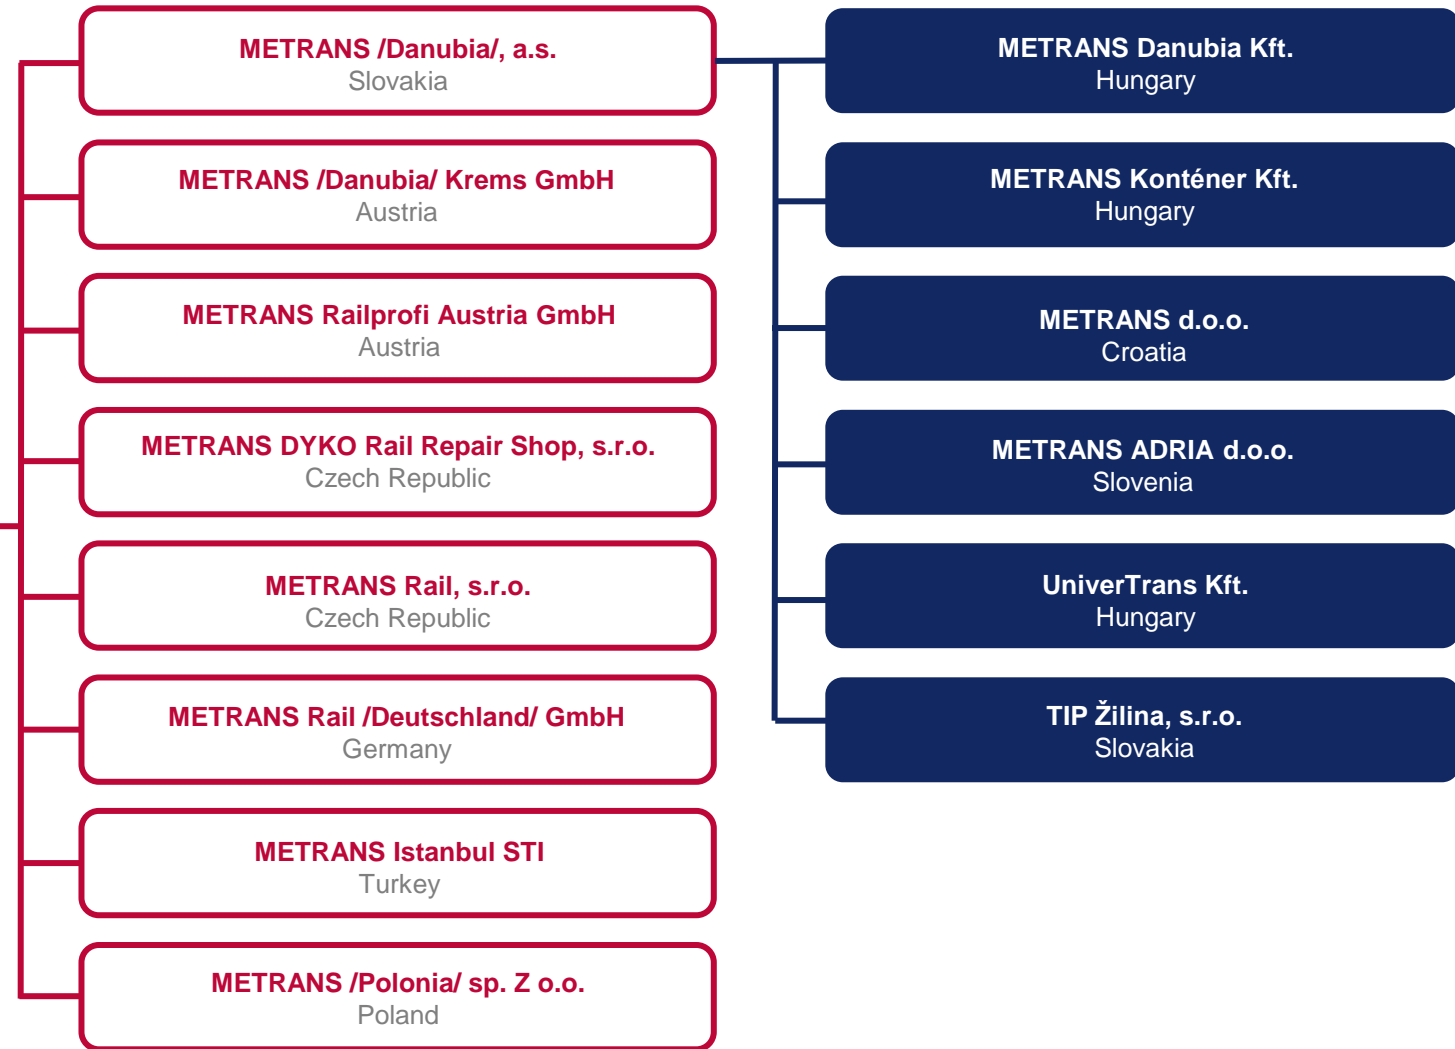 METRANS /Danubia/, a.s.
Slovakia
METRANS /Danubia/ Krems GmbH
Austria
METRANS Railprofi Austria GmbH
Austria
METRANS DYKO Rail Repair Shop, s.r.o.
Czech Republic
METRANS Rail, s.r.o.
Czech Republic
METRANS Rail /Deutschland/ GmbH
Germany
METRANS Istanbul STI
Turkey
METRANS /Polonia/ sp. Z o.o.
Poland
METRANS Danubia Kft.
Hungary
METRANS Konténer Kft.
Hungary
METRANS d.o.o.
Croatia
METRANS ADRIA d.o.o.
Slovenia
UniverTrans Kft.
Hungary
TIP Žilina, s.r.o.
Slovakia